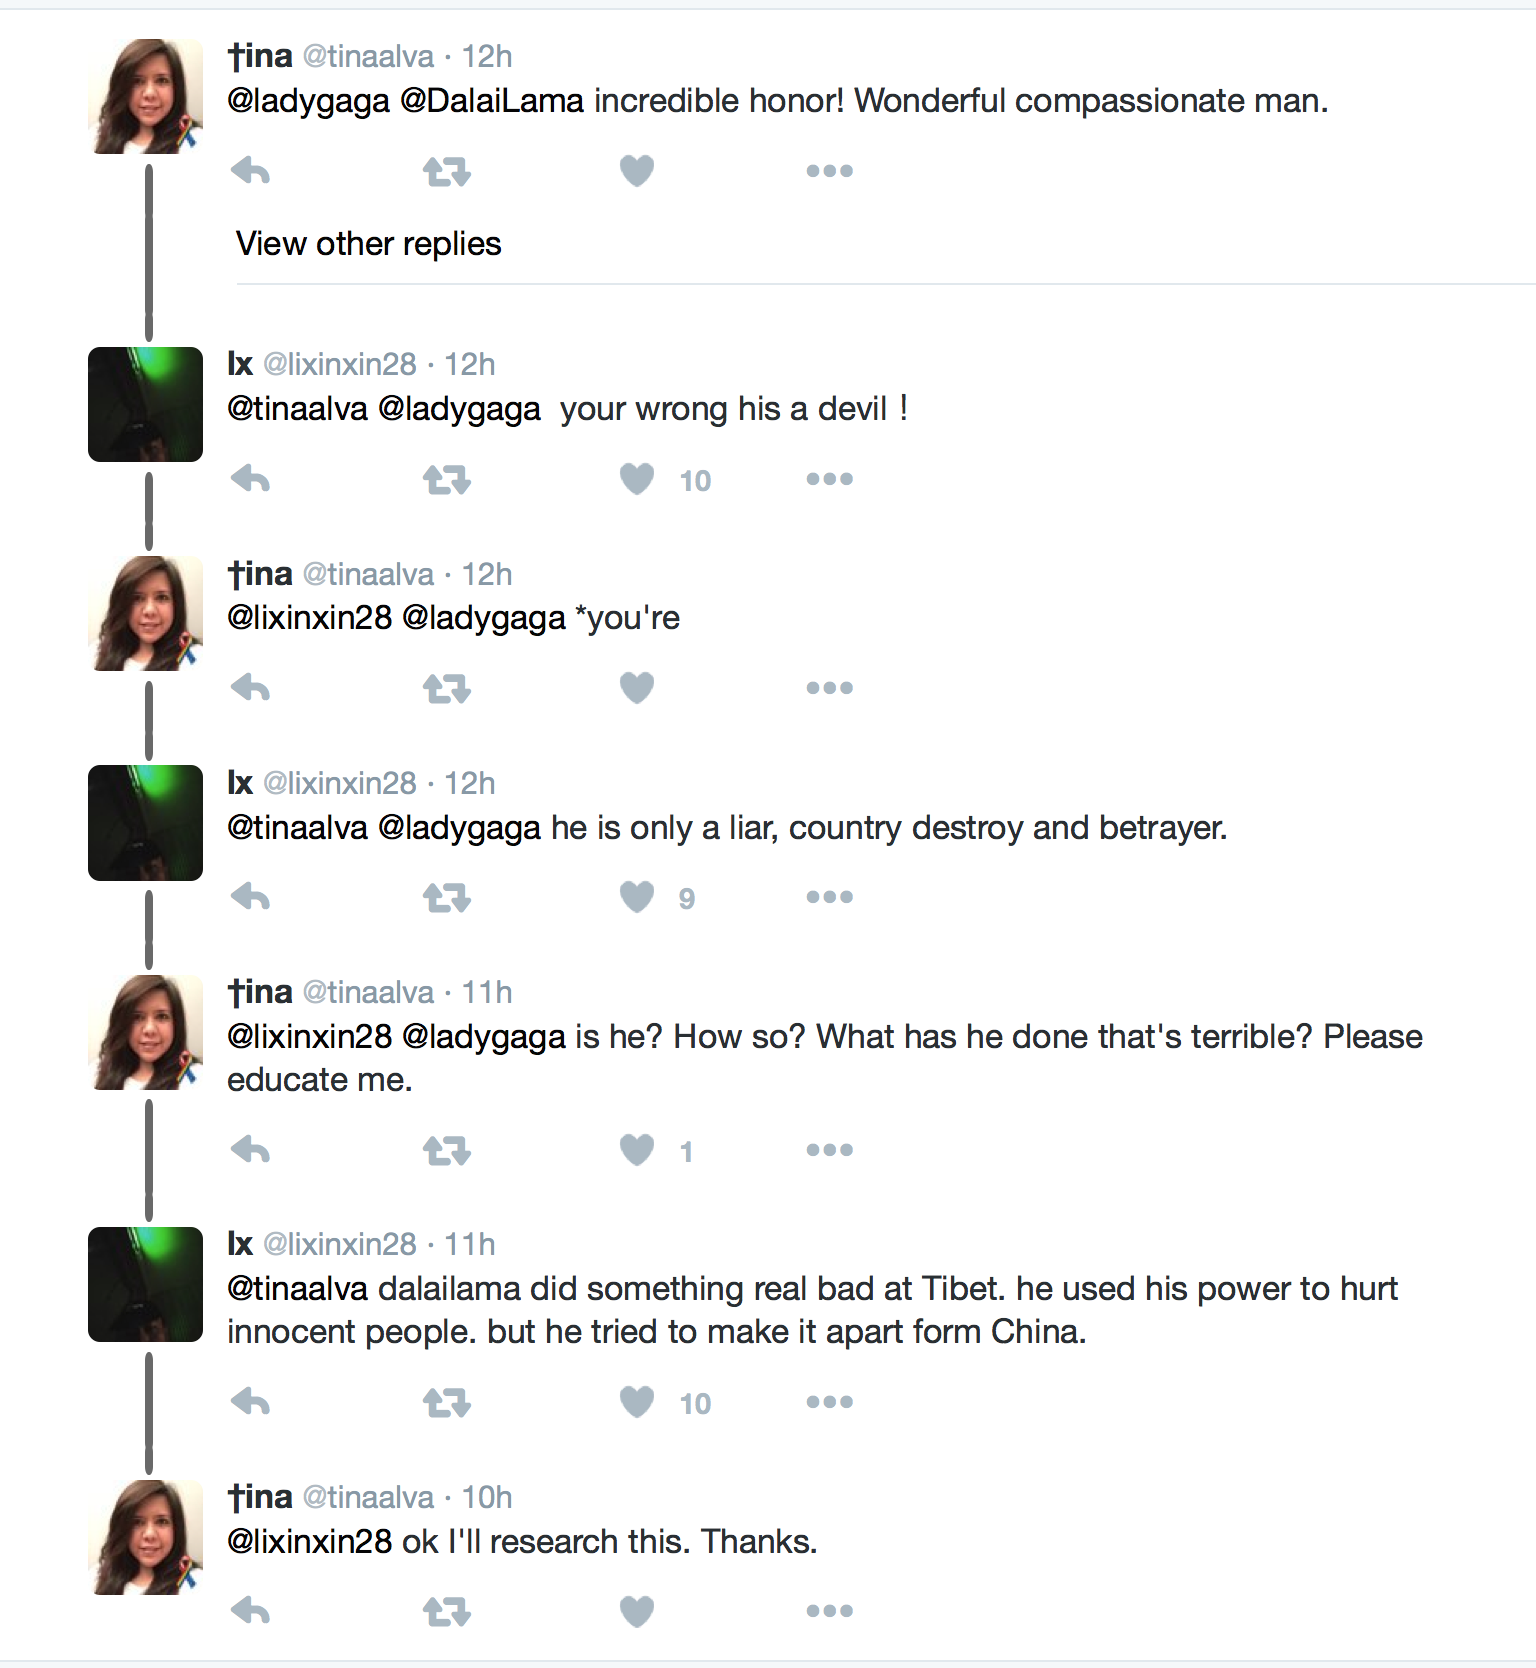 †ina @tinaalva · 12h
@ladygaga @DalaiLama incredible honor! Wonderful compassionate man.
View other replies
lx @lixinxin28 · 12h
@tinaalva @ladygaga  your wrong his a devil！
10
†ina @tinaalva · 12h
@lixinxin28 @ladygaga *you're
lx @lixinxin28 · 12h
@tinaalva @ladygaga he is only a liar, country destroy and betrayer.
9
†ina @tinaalva · 11h
@lixinxin28 @ladygaga is he? How so? What has he done that's terrible? Please
educate me.
1
lx @lixinxin28 · 11h
@tinaalva dalailama did something real bad at Tibet. he used his power to hurt
innocent people. but he tried to make it apart form China.
10
†ina @tinaalva · 10h
@lixinxin28 ok I'll research this. Thanks.